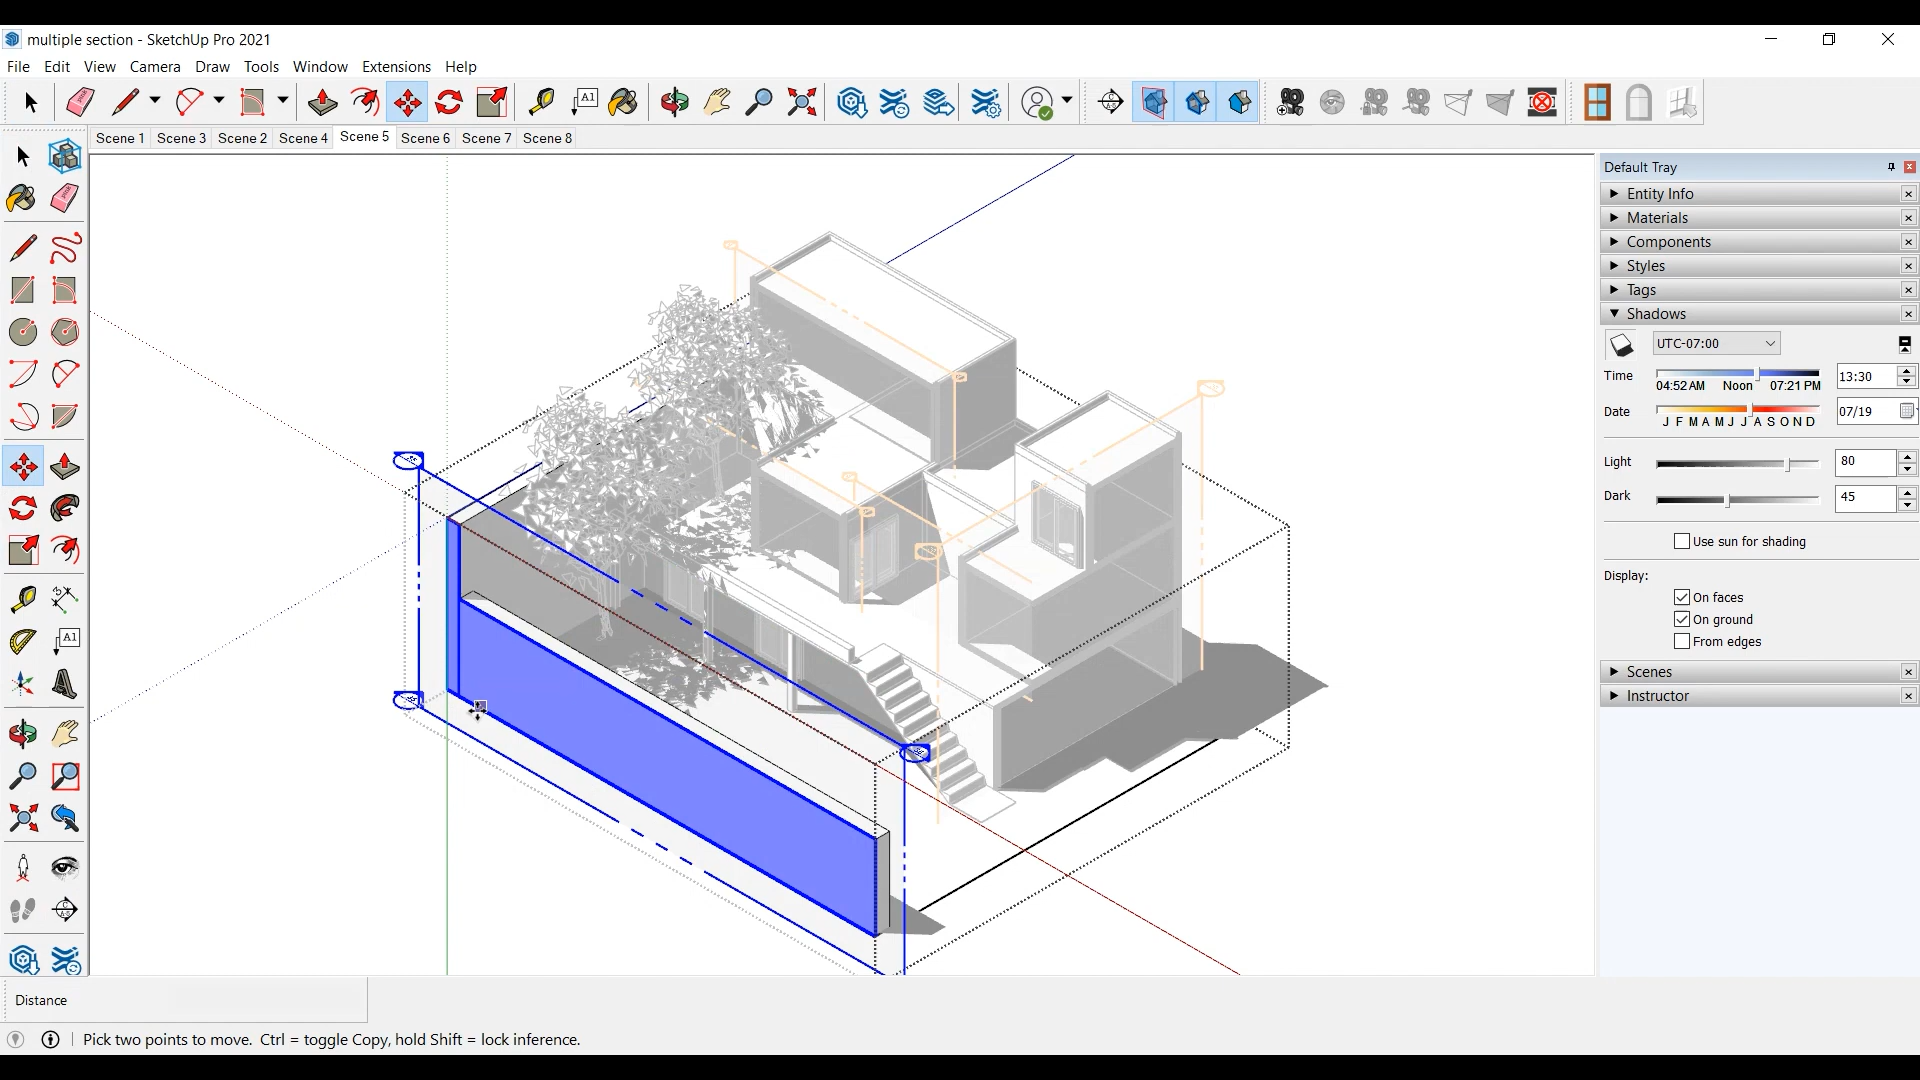 multiple section - SketchUp Pro 2021
File Edit View Camera Draw Tools Window Extensions Help
A1
Scene 1 Scene 3 Scene 2 Scene 4 Scene 5 Scene 6 Scene 7 Scene 8
Default Tray
Entity Info
Materials
Components
Styles
Tags
Shadows
UTC-07:00
Time 04:52 AM Noon 07:21 PM 13:30
Date J F M A M J J A S O N D 07/19
Light 80
Dark 45
Use sun for shading
Display:
On faces
On ground
From edges
Scenes
Instructor
A1
Distance
Pick two points to move. Ctrl = toggle Copy, hold Shift = lock inference.